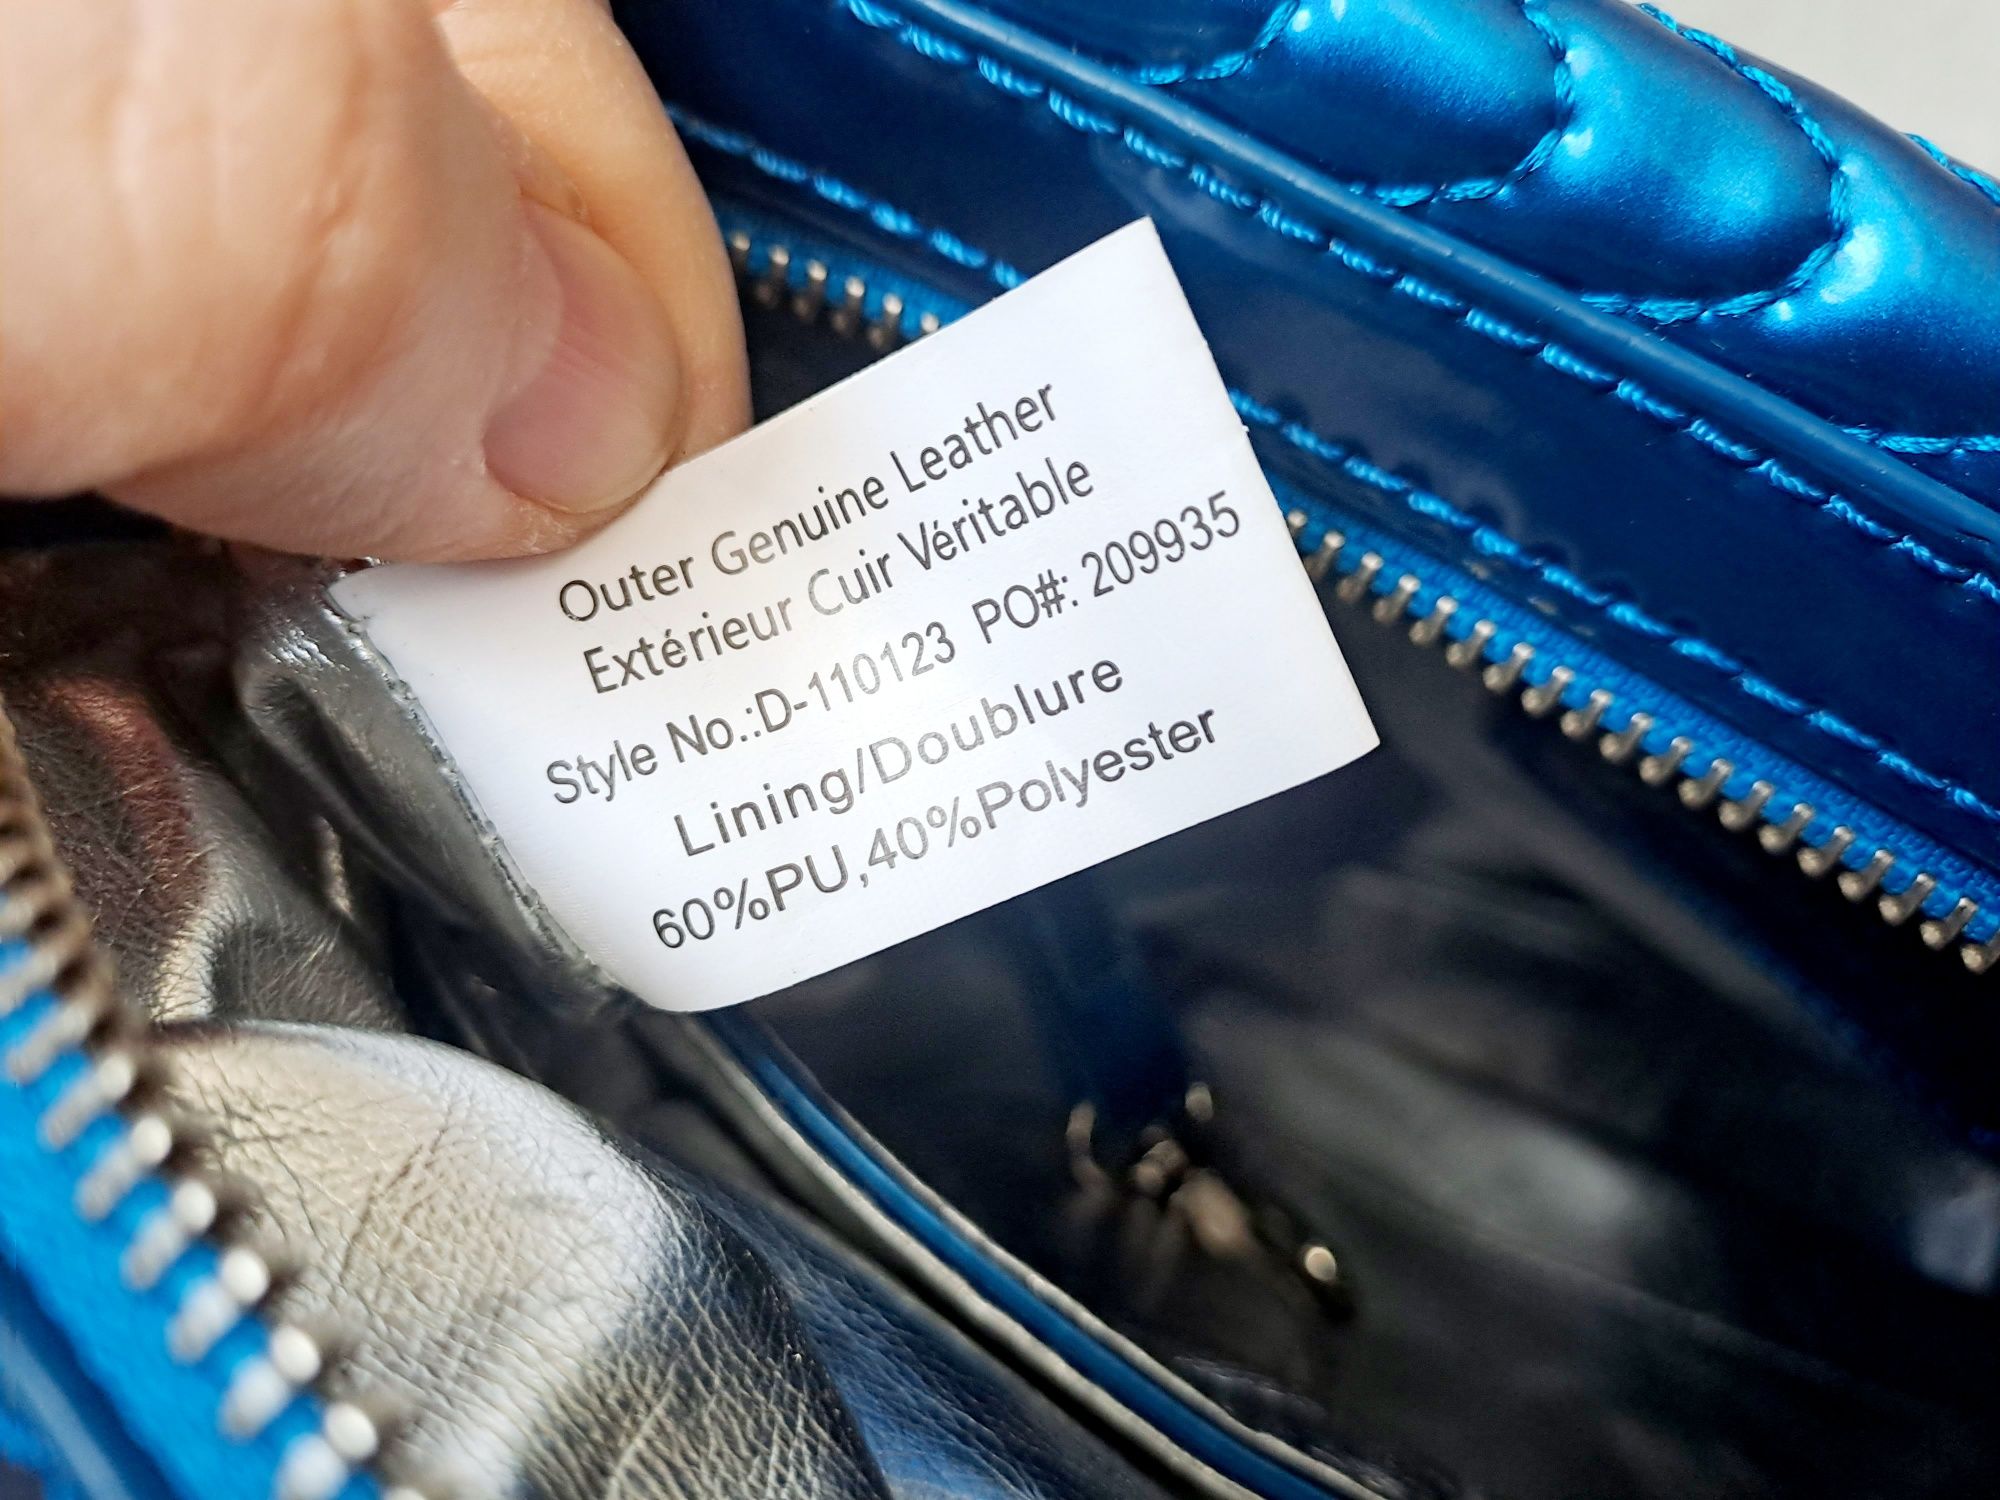 Outer Genuine Leather
Extérieur Cuir Véritable
Style No.:D-110123 PO#: 209935
Lining/Doublure
60%PU,40%Polyester